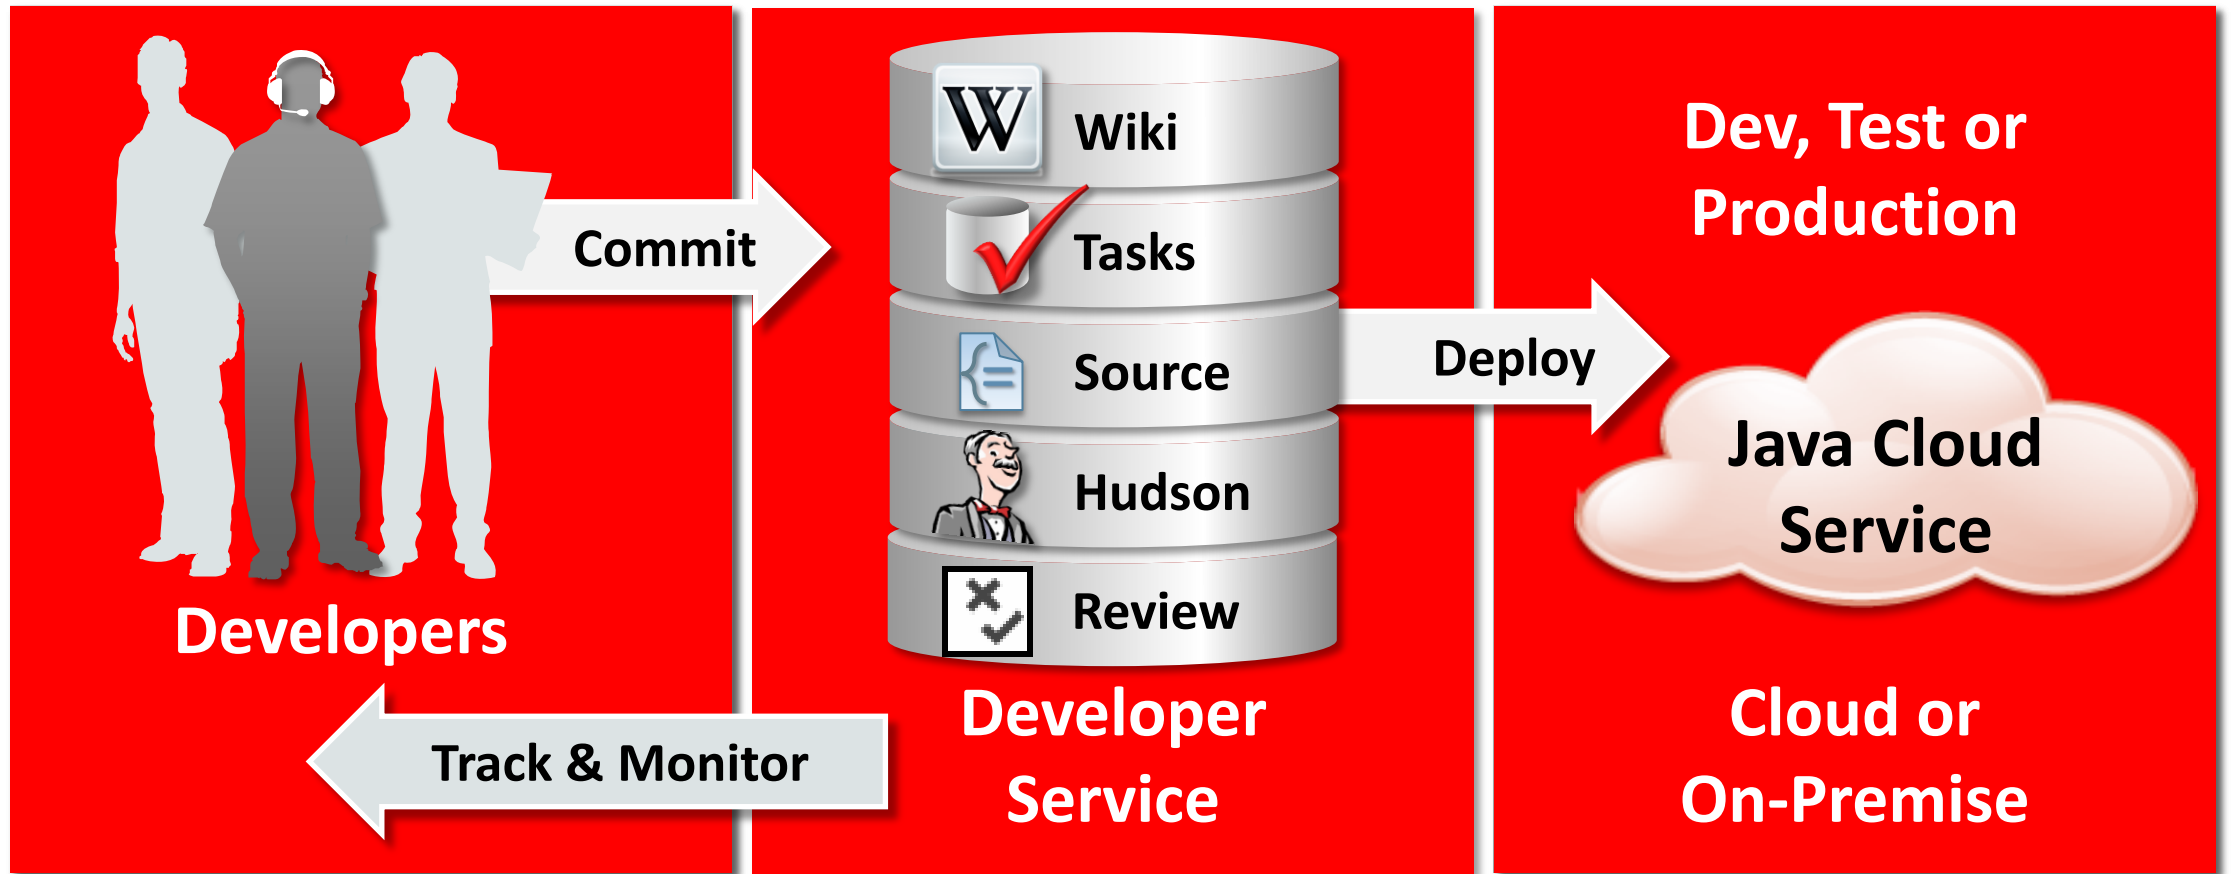 Developers
Commit
Track & Monitor
W
Wiki
Tasks
Source
Hudson
Review
Developer
Service
Deploy
Dev, Test or
Production
Java Cloud
Service
Cloud or
On-Premise